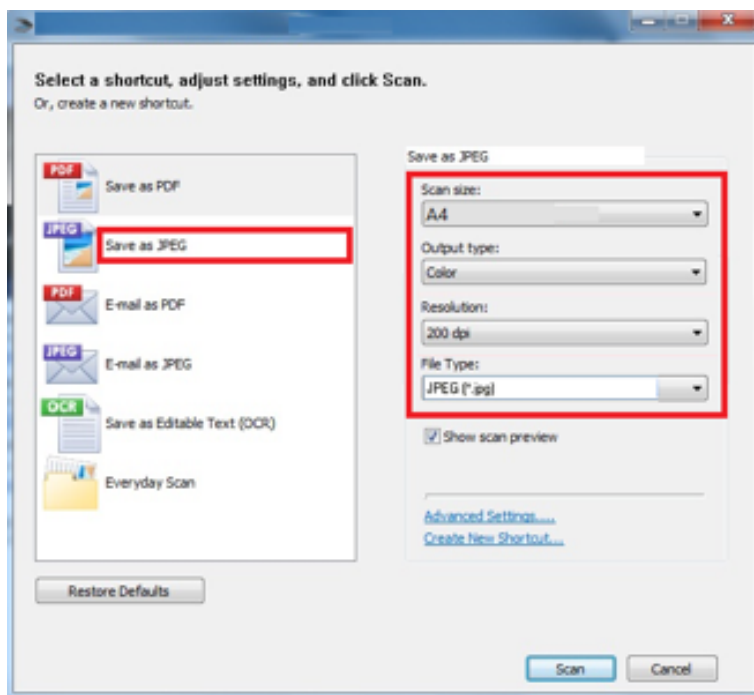 Select a shortcut, adjust settings, and click Scan.
Or, create a new shortcut.
PDF
Save as PDF
JPEG
Save as JPEG
PDF
E-mail as PDF
JPEG
E-mail as JPEG
OCR
Save as Editable Text (OCR)
Everyday Scan
Restore Defaults
Save as JPEG
Scan size:
A4
Output type:
Color
Resolution:
200 dpi
File Type:
JPEG (*.jpg)
Show scan preview
Advanced Settings....
Create New Shortcut...
Scan
Cancel